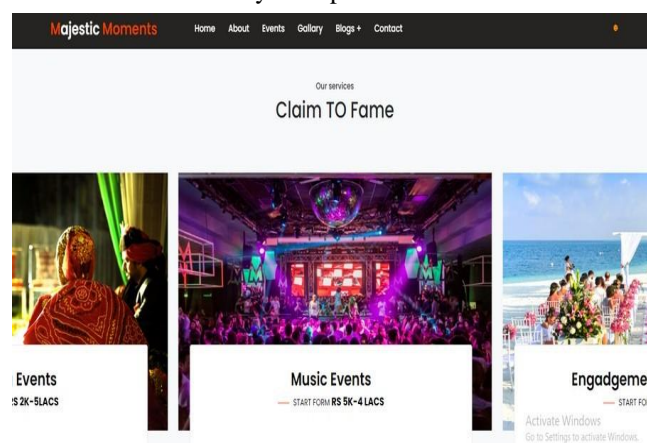 Majestic Moments Home About Events Gallary Blogs + Contact
Our services
Claim TO Fame
Events
RS 2K-5LACS
Music Events
START FORM RS 5K-4 LACS
Engadgeme
START FO
Activate Windows
Go to Settings to activate Windows.